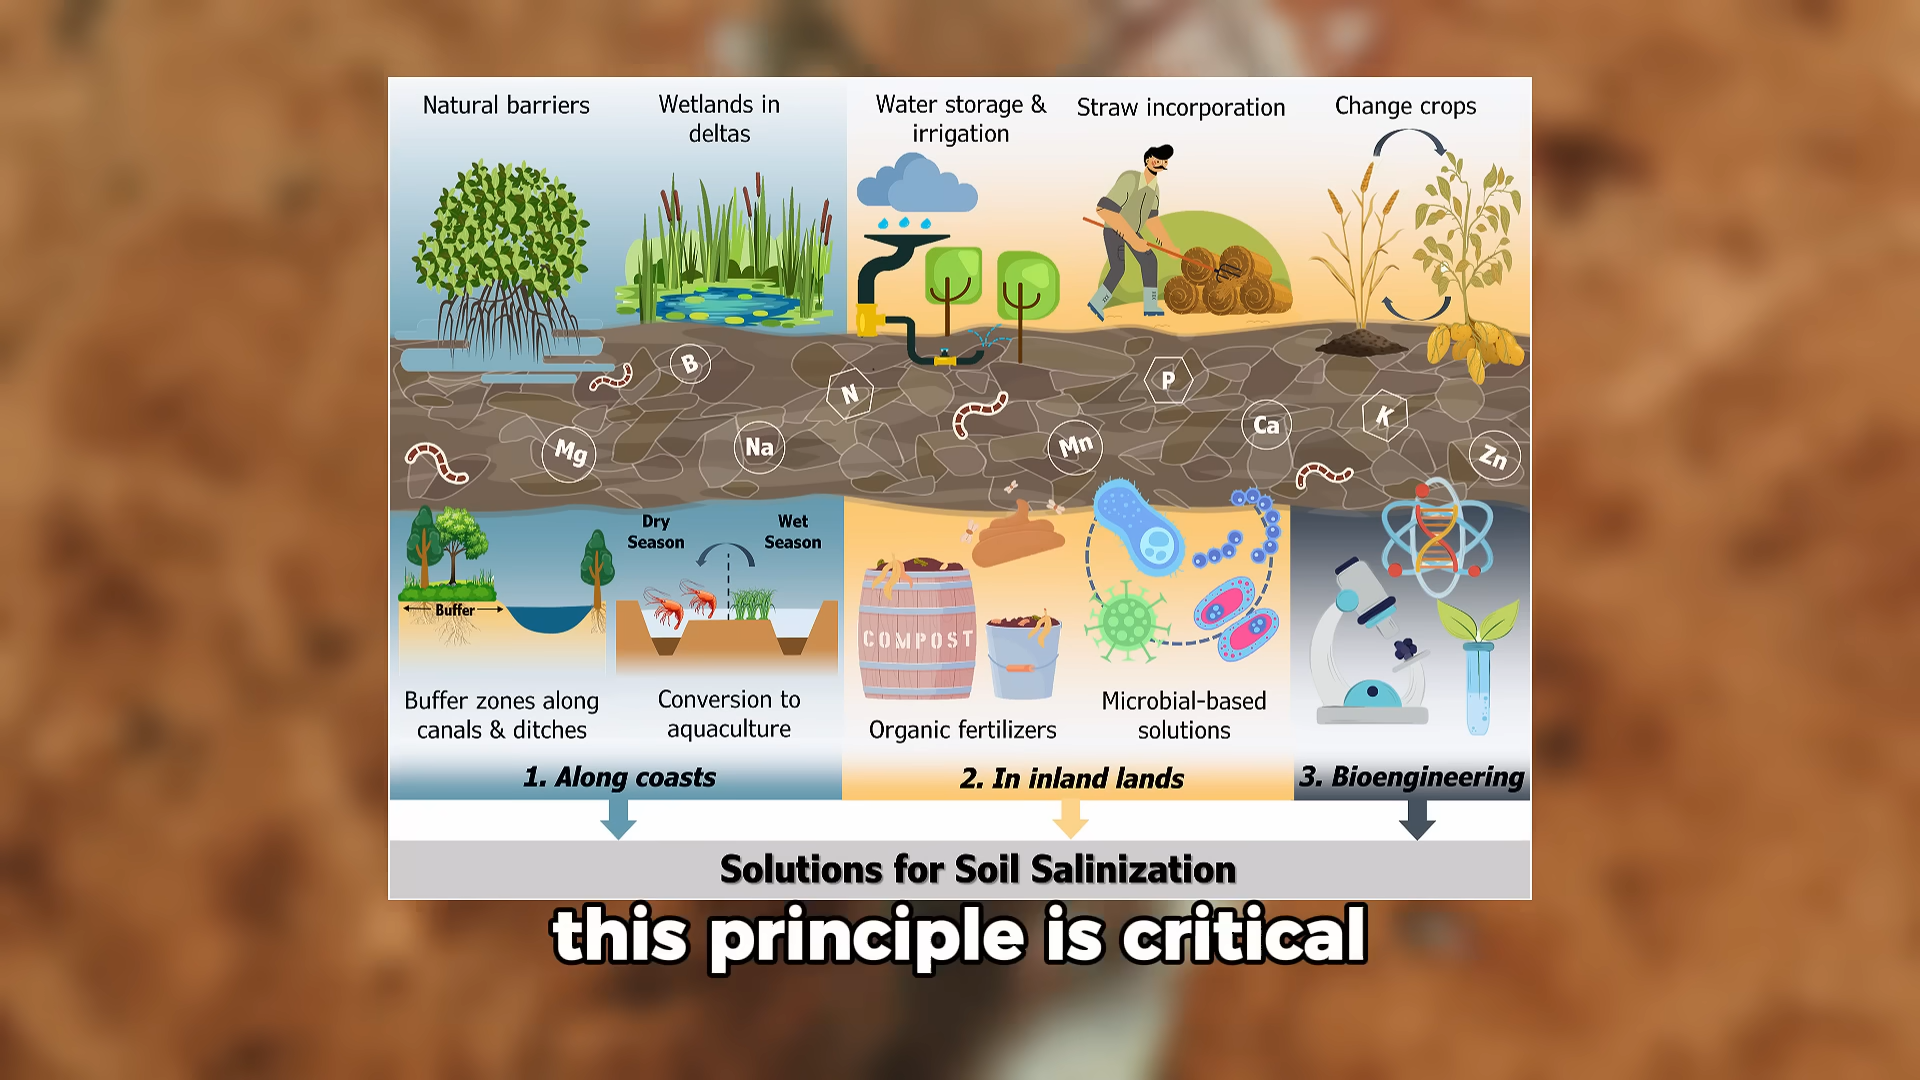 Natural barriers
Wetlands in
deltas
Water storage &
irrigation
Straw incorporation
Change crops
B
N
P
Ca
K
Mg
Na
Mn
Zn
Dry
Season
Wet
Season
Buffer
COMPOST
Buffer zones along
canals & ditches
Conversion to
aquaculture
Organic fertilizers
Microbial-based
solutions
1. Along coasts
2. In inland lands
3. Bioengineering
Solutions for Soil Salinization
this principle is critical